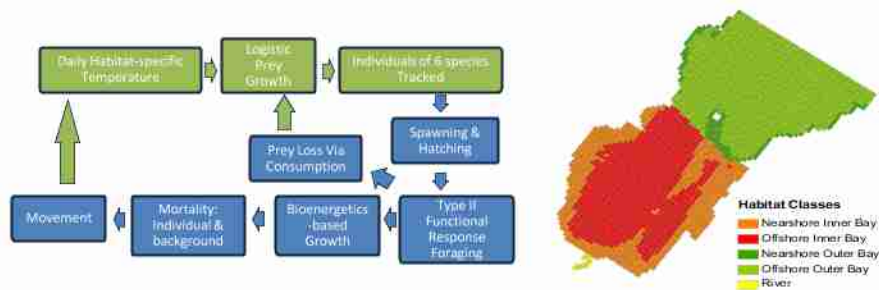 Daily Habitat-specific
Temperature
Logistic
Prey
Growth
Individuals of 6 species
Tracked
Spawning &
Hatching
Prey Loss Via
Consumption
Type II
Functional
Response
Foraging
Bioenergetics
-based Growth
Mortality:
Individual &
background
Movement
Habitat Classes
Nearshore Inner Bay
Offshore Inner Bay
Nearshore Outer Bay
Offshore Outer Bay
River